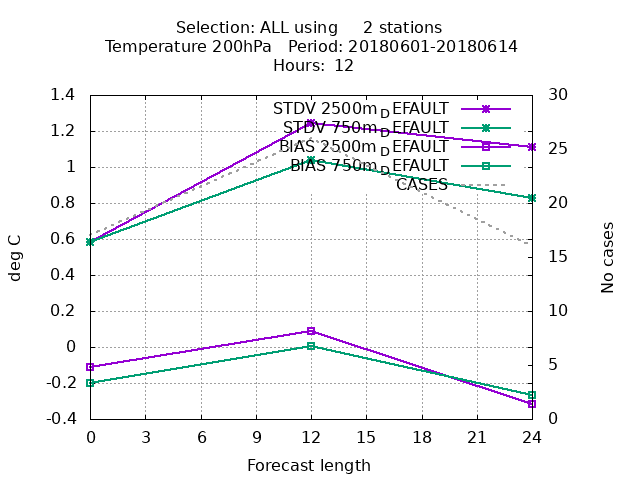 Selection: ALL using 2 stations
Temperature 200hPa Period: 20180601-20180614
Hours: 12
1.4
1.2
1
0.8
0.6
0.4
0.2
0
-0.2
-0.4
deg C
STDV 2500m_DEFAULT
STDV 750m_DEFAULT
BIAS 2500m_DEFAULT
BIAS 750m_DEFAULT
CASES
30
25
20
15
10
5
0
No cases
0 3 6 9 12 15 18 21 24
Forecast length